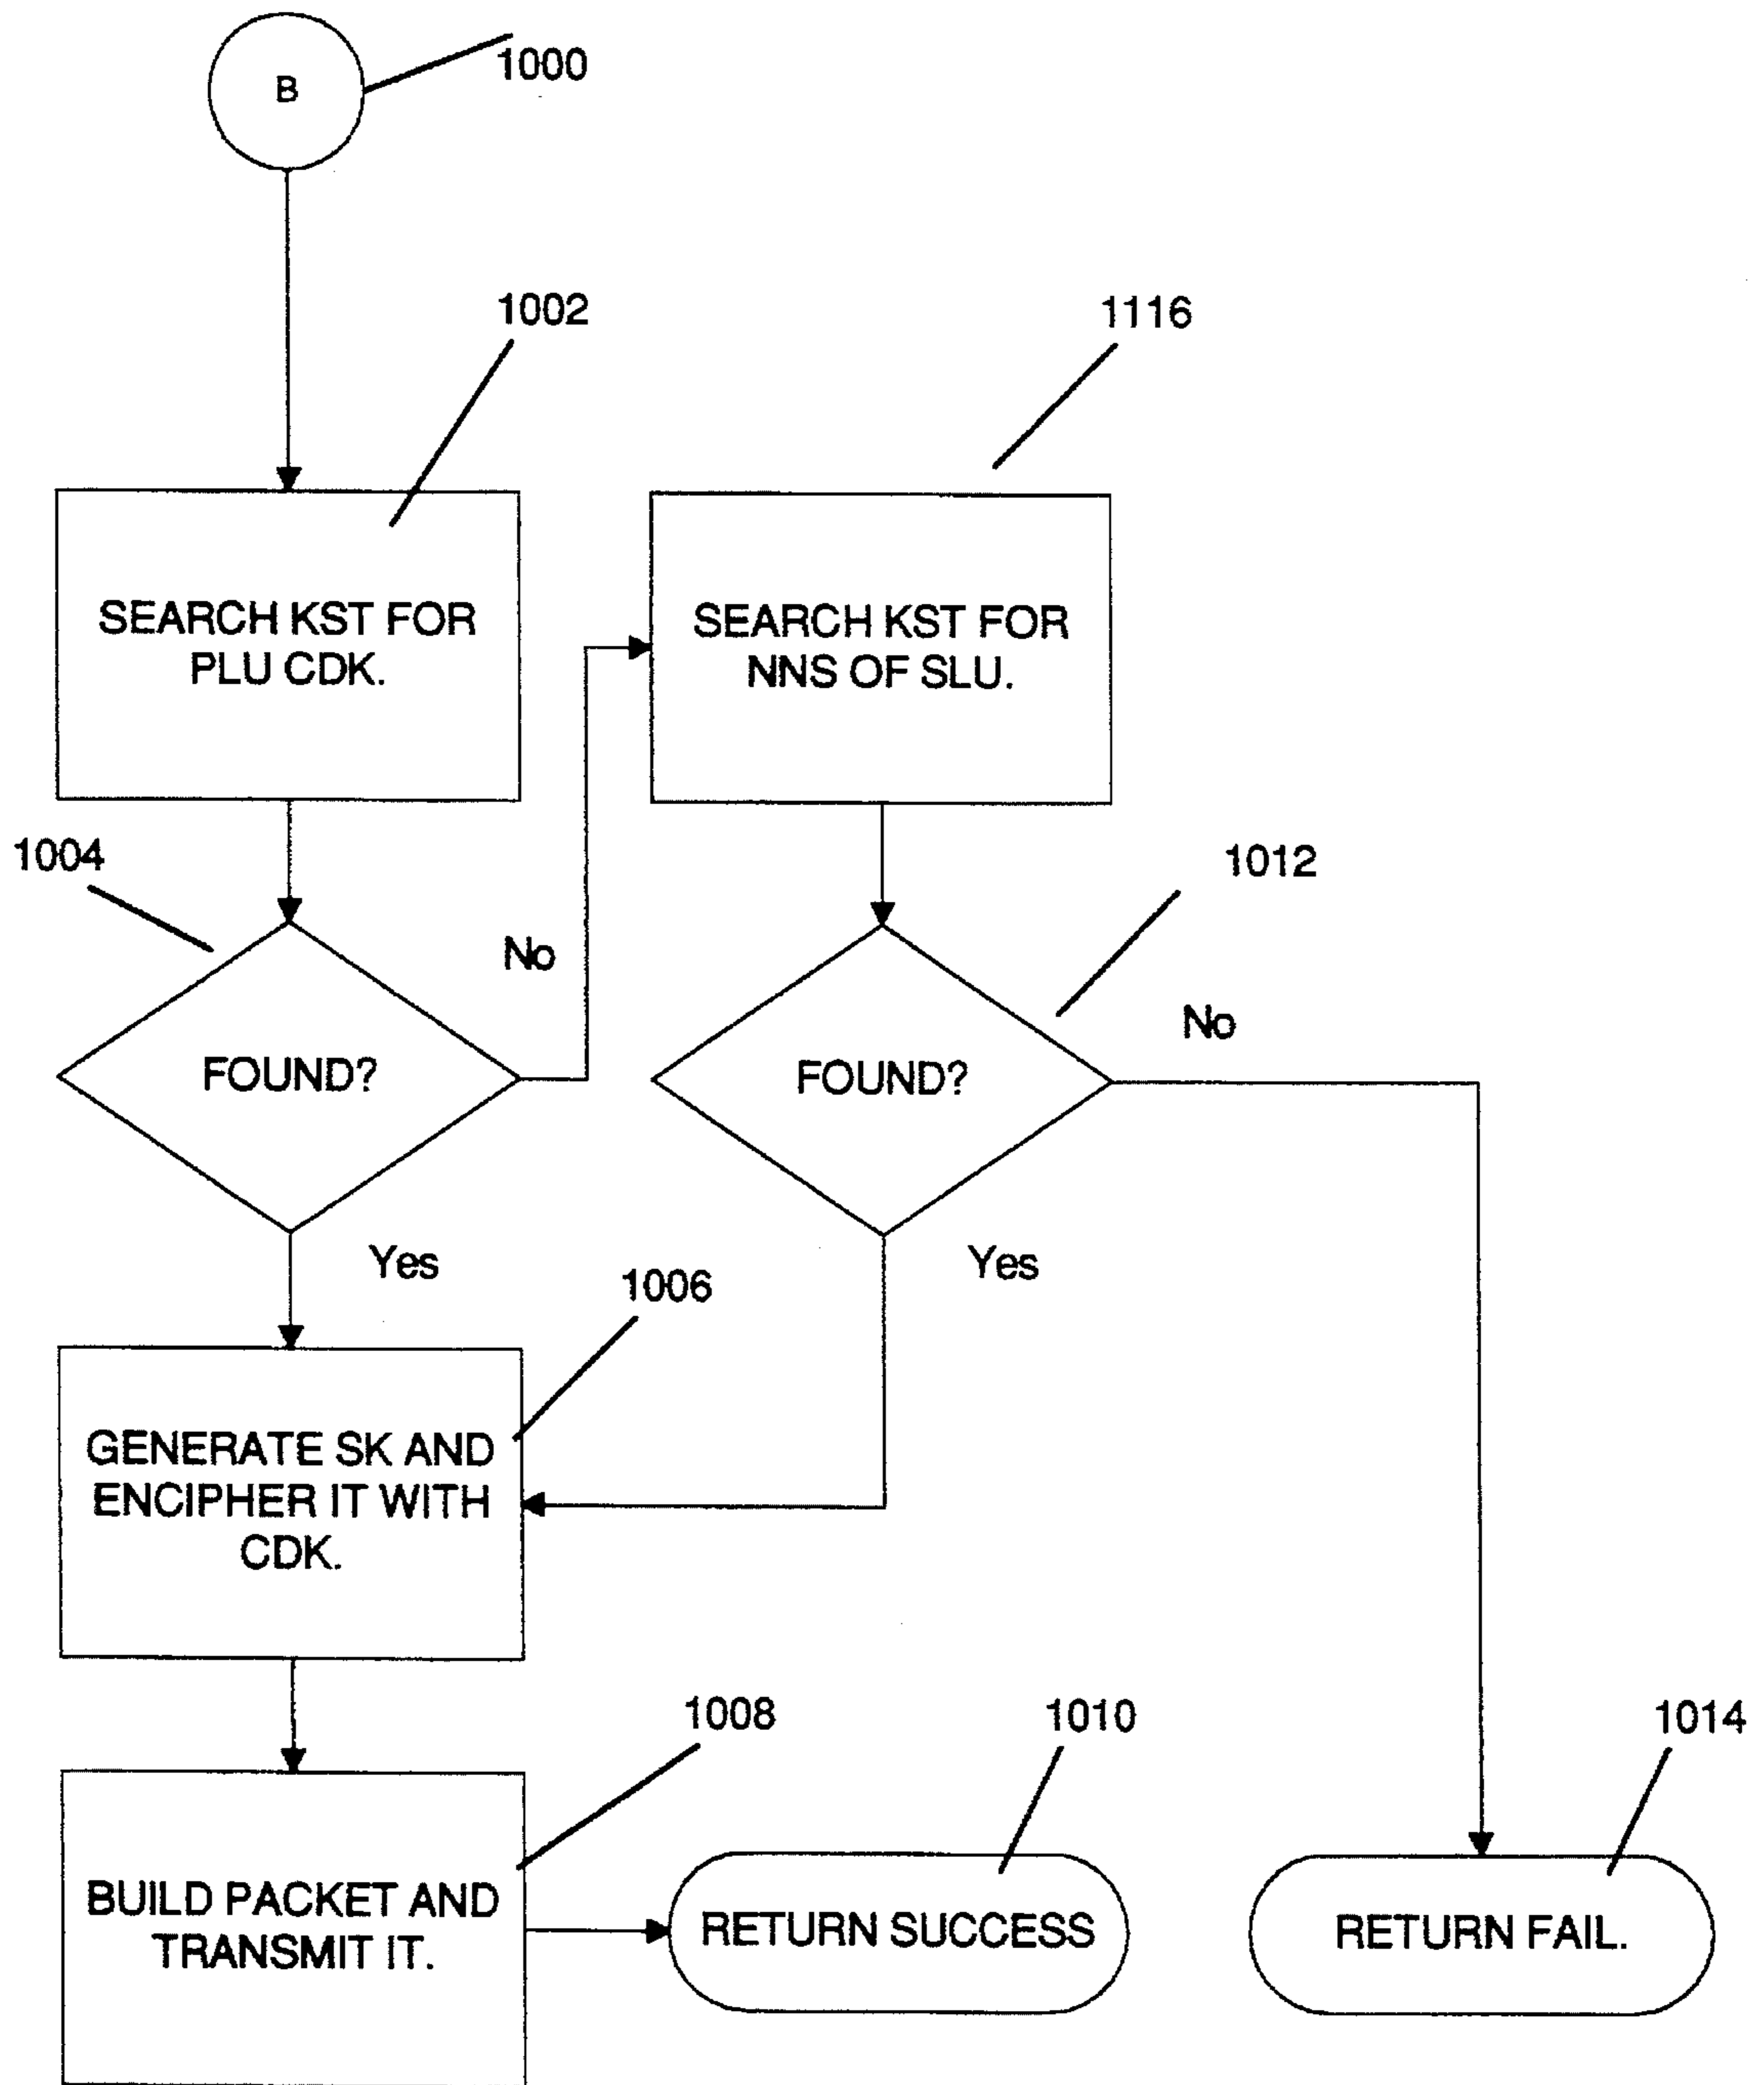 B
1000
1002
1116
SEARCH KST FOR
PLU CDK.
SEARCH KST FOR
NNS OF SLU.
1004
No
1012
FOUND?
FOUND?
No
Yes
Yes
1006
GENERATE SK AND
ENCIPHER IT WITH
CDK.
1008
1010
1014
BUILD PACKET AND
TRANSMIT IT.
RETURN SUCCESS
RETURN FAIL.